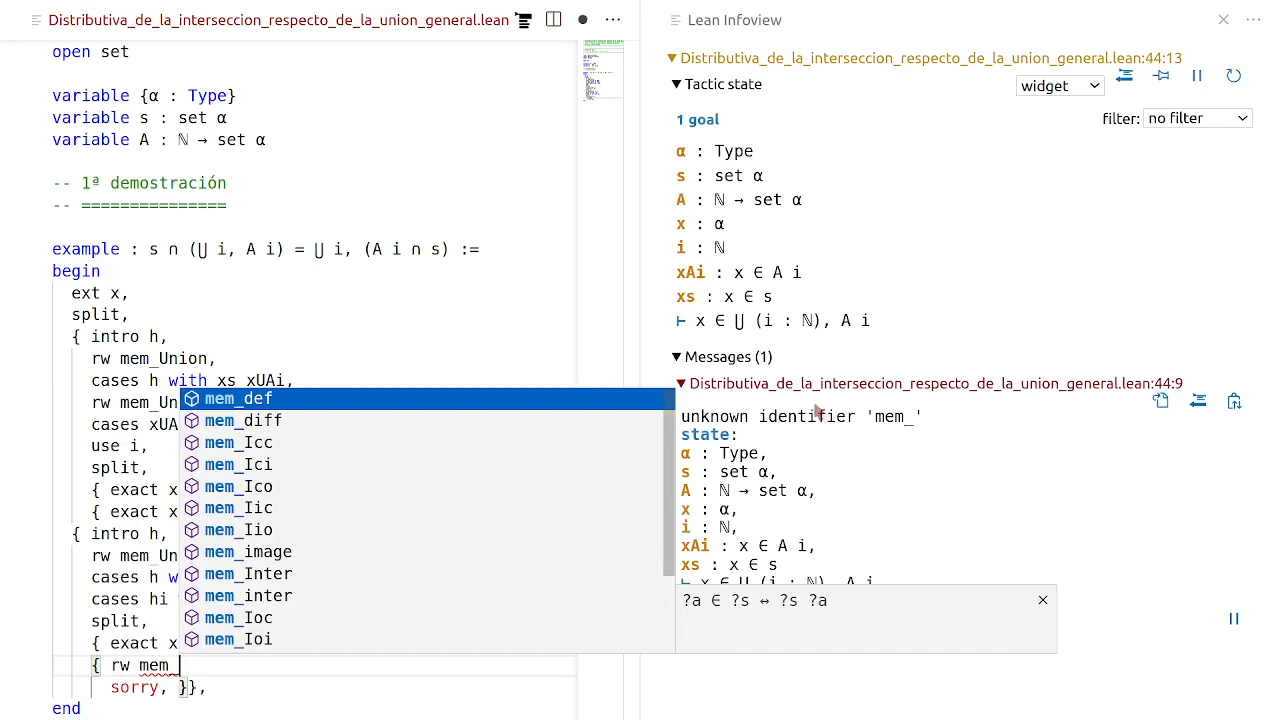 Distributiva_de_la_interseccion_respecto_de_la_union_general.lean
open set
variable {α : Type}
variable s : set α
variable A : ℕ → set α
-- 1ª demostración
-- ===============
example : s ∩ (⋃ i, A i) = ⋃ i, (A i ∩ s) :=
begin
ext x,
split,
{ intro h,
rw mem_Union,
cases h with xs xUAi,
rw mem_Un
cases xUA
use i,
split,
{ exact x
{ exact x
{ intro h,
rw mem_Un
cases h w
cases hi
split,
{ exact x
{ rw mem_
sorry, }},
end
mem_def
mem_diff
mem_Icc
mem_Ici
mem_Ico
mem_Iic
mem_Iio
mem_image
mem_Inter
mem_inter
mem_Ioc
mem_Ioi
?a ∈ ?s ↔ ?s ?a
Lean Infoview
Distributiva_de_la_interseccion_respecto_de_la_union_general.lean:44:13
Tactic state
widget
1 goal
filter: no filter
α : Type
s : set α
A : ℕ → set α
x : α
i : ℕ
xAi : x ∈ A i
xs : x ∈ s
⊢ x ∈ ⋃ (i : ℕ), A i
Messages (1)
Distributiva_de_la_interseccion_respecto_de_la_union_general.lean:44:9
unknown identifier 'mem_'
state:
α : Type,
s : set α,
A : ℕ → set α,
x : α,
i : ℕ,
xAi : x ∈ A i,
xs : x ∈ s
⊢ x ∈ ⋃ (i : ℕ), A i